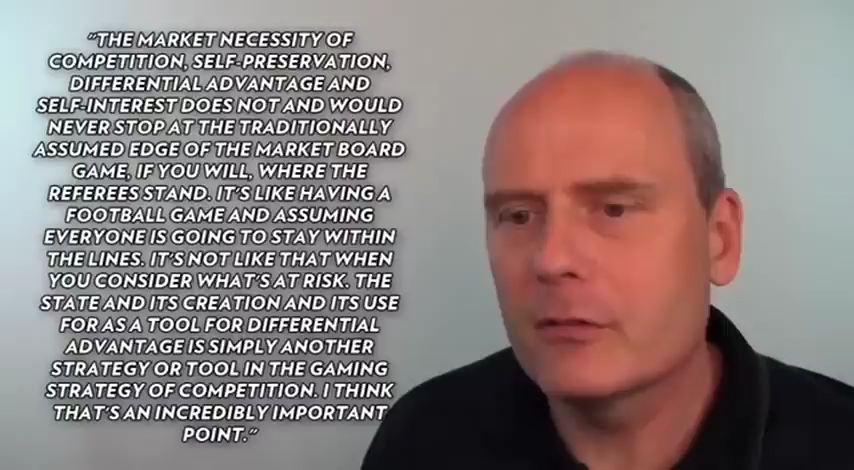 "THE MARKET NECESSITY OF
COMPETITION, SELF-PRESERVATION,
DIFFERENTIAL ADVANTAGE AND
SELF-INTEREST DOES NOT AND WOULD
NEVER STOP AT THE TRADITIONALLY
ASSUMED EDGE OF THE MARKET BOARD
GAME, IF YOU WILL, WHERE THE
REFEREES STAND. IT'S LIKE HAVING A
FOOTBALL GAME AND ASSUMING
EVERYONE IS GOING TO STAY WITHIN
THE LINES. IT'S NOT LIKE THAT WHEN
YOU CONSIDER WHAT'S AT RISK. THE
STATE AND ITS CREATION AND ITS USE
FOR AS A TOOL FOR DIFFERENTIAL
ADVANTAGE IS SIMPLY ANOTHER
STRATEGY OR TOOL IN THE GAMING
STRATEGY OF COMPETITION. I THINK
THAT'S AN INCREDIBLY IMPORTANT
POINT."